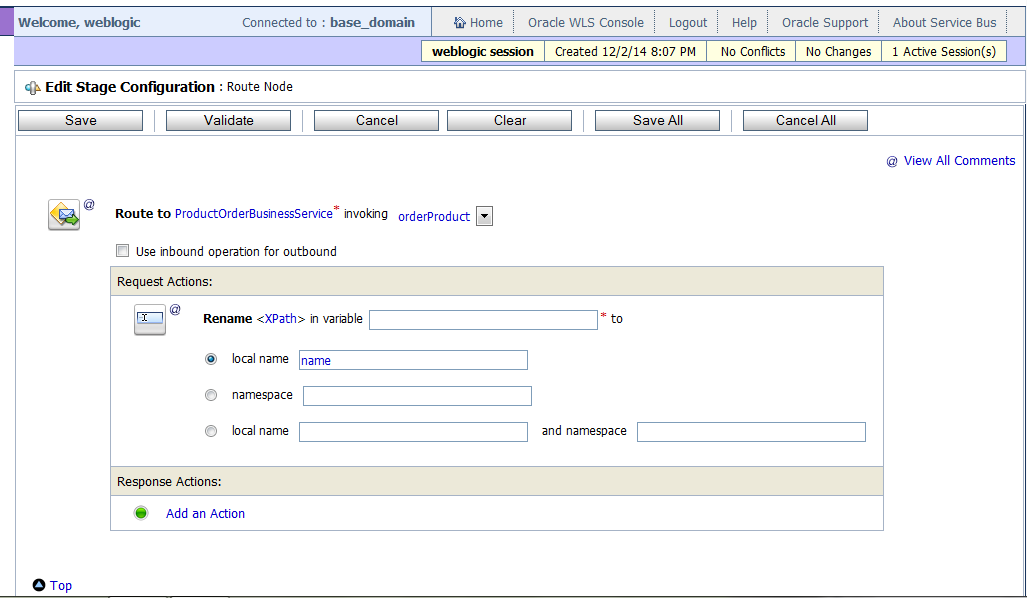 Welcome, weblogic Connected to : base_domain Home Oracle WLS Console Logout Help Oracle Support About Service Bus
weblogic session Created 12/2/14 8:07 PM No Conflicts No Changes 1 Active Session(s)
Edit Stage Configuration : Route Node
Save Validate Cancel Clear Save All Cancel All
@ View All Comments
@ Route to ProductOrderBusinessService* invoking orderProduct
Use inbound operation for outbound
Request Actions:
@ Rename <XPath> in variable * to
local name name
namespace
local name and namespace
Response Actions:
Add an Action
Top